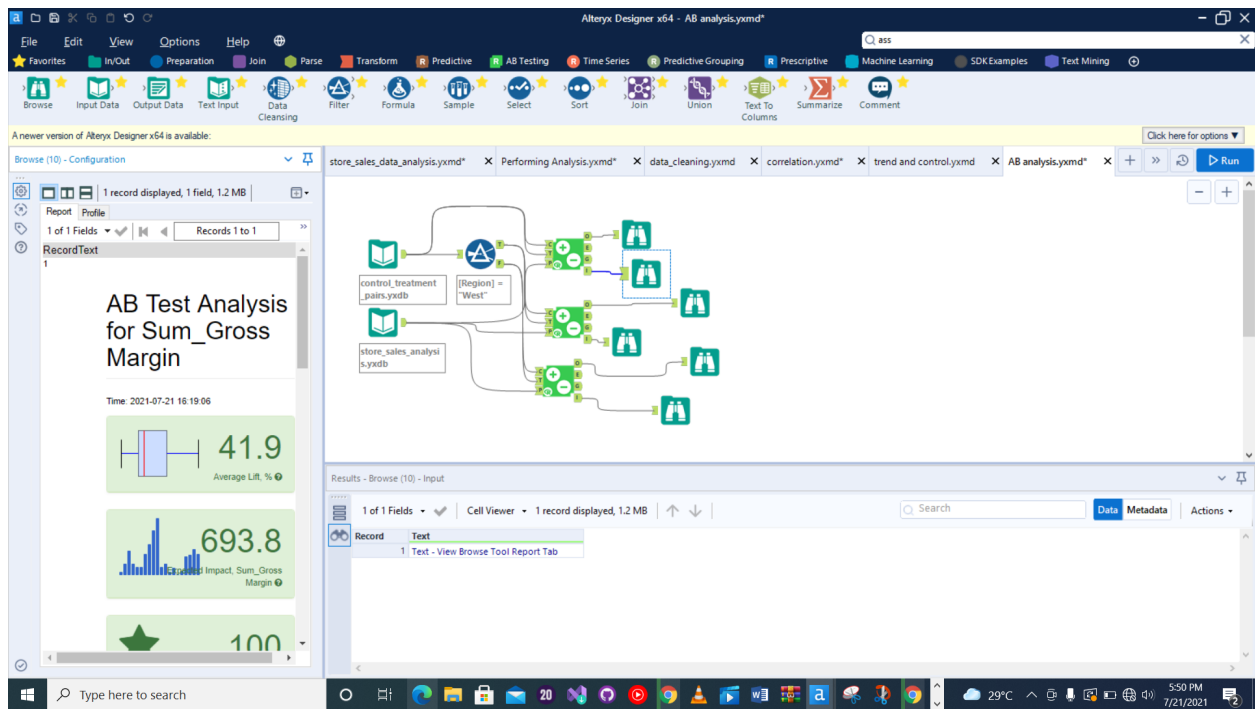 a
Alteryx Designer x64 - AB analysis.yxmd*
File Edit View Options Help
ass
Favorites In/Out Preparation Join Parse Transform R Predictive R AB Testing R Time Series R Predictive Grouping R Prescriptive Machine Learning SDK Examples Text Mining
Browse Input Data Output Data Text Input Data Cleansing Filter Formula Sample Select Sort Join Union Text To Columns Summarize Comment
A newer version of Alteryx Designer x64 is available:
Click here for options ▼
Browse (10) - Configuration
store_sales_data_analysis.yxmd* Performing Analysis.yxmd* data_cleaning.yxmd correlation.yxmd* trend and control.yxmd AB analysis.yxmd* + » Run
1 record displayed, 1 field, 1.2 MB
Report Profile
1 of 1 Fields Records 1 to 1 »
RecordText
1
AB Test Analysis
for Sum_Gross
Margin
Time: 2021-07-21 16:19:06
41.9
Average Lift, %
693.8
Expected Impact, Sum_Gross
Margin
100
control_treatment
_pairs.yxdb
[Region] =
"West"
store_sales_analysi
s.yxdb
T
F
C
T
P
O
E
G
I
C
T
P
O
E
G
I
C
T
P
O
E
G
I
Results - Browse (10) - Input
1 of 1 Fields Cell Viewer 1 record displayed, 1.2 MB
Search
Data Metadata Actions
Record Text
1 Text - View Browse Tool Report Tab
Type here to search
20
a
29°C
5:50 PM
7/21/2021
2